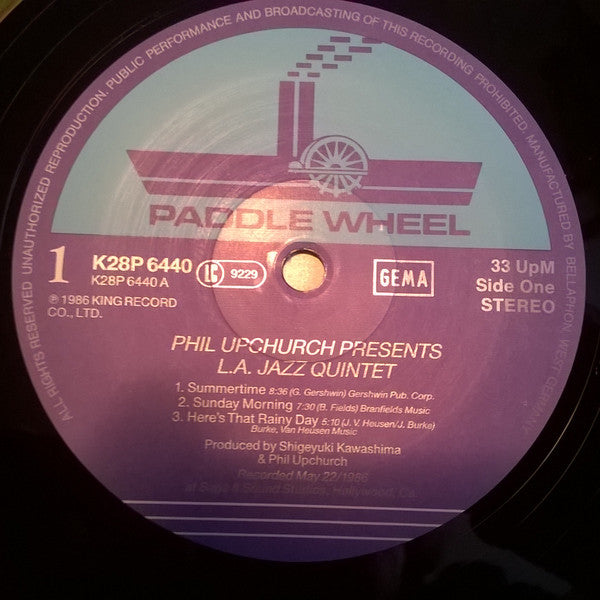 ALL RIGHTS RESERVED UNAUTHORIZED REPRODUCTION. PUBLIC PERFORMANCE AND BROADCASTING OF THIS RECORDING PROHIBITED. MANUFACTURED BY BELLAPHON, WEST-GERMANY
PADDLE WHEEL
1
K28P 6440
K28P 6440 A
LC 9229
GEMA
33 UpM
Side One
STEREO
℗ 1986 KING RECORD
CO., LTD.
PHIL UPCHURCH PRESENTS
L.A. JAZZ QUINTET
1. Summertime 8:36 (G. Gershwin) Gershwin Pub. Corp.
2. Sunday Morning 7:30 (B. Fields) Branfields Music
3. Here's That Rainy Day 5:10 (J. V. Heusen/J. Burke)
Burke, Van Heusen Music
Produced by Shigeyuki Kawashima
& Phil Upchurch
Recorded May 22/1986
at Sage & Sound Studios, Hollywood, Ca.